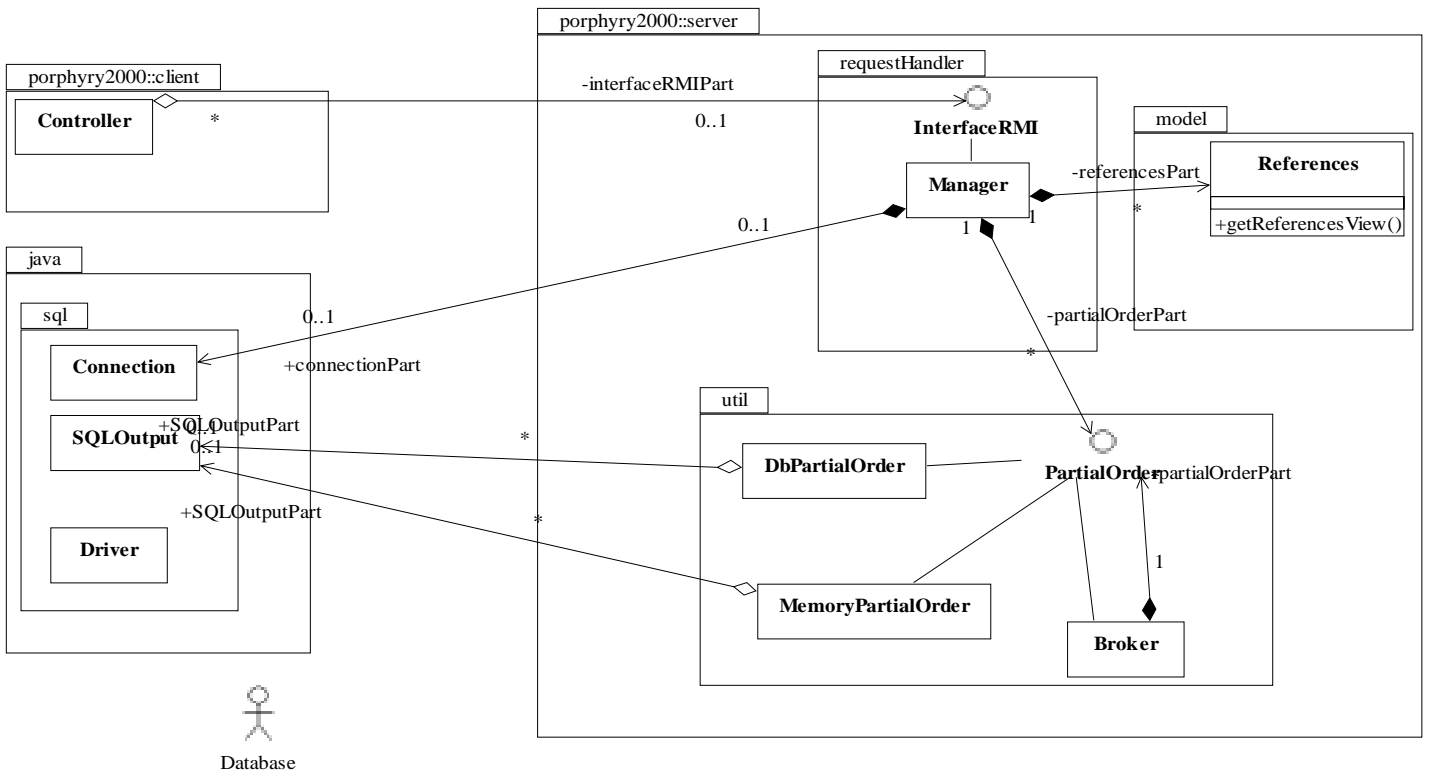 porphyry2000::server
porphyry2000::client
requestHandler
-interfaceRMIPart
Controller
*
0..1
InterfaceRMI
model
References
-referencesPart
Manager
*
1
1
+getReferencesView()
0..1
java
sql
0..1
-partialOrderPart
*
Connection
+connectionPart
util
+SQLOutputPart
0..1
*
SQLOutput
0..1
DbPartialOrder
PartialOrder
+partialOrderPart
+SQLOutputPart
*
Driver
1
MemoryPartialOrder
Broker
Database